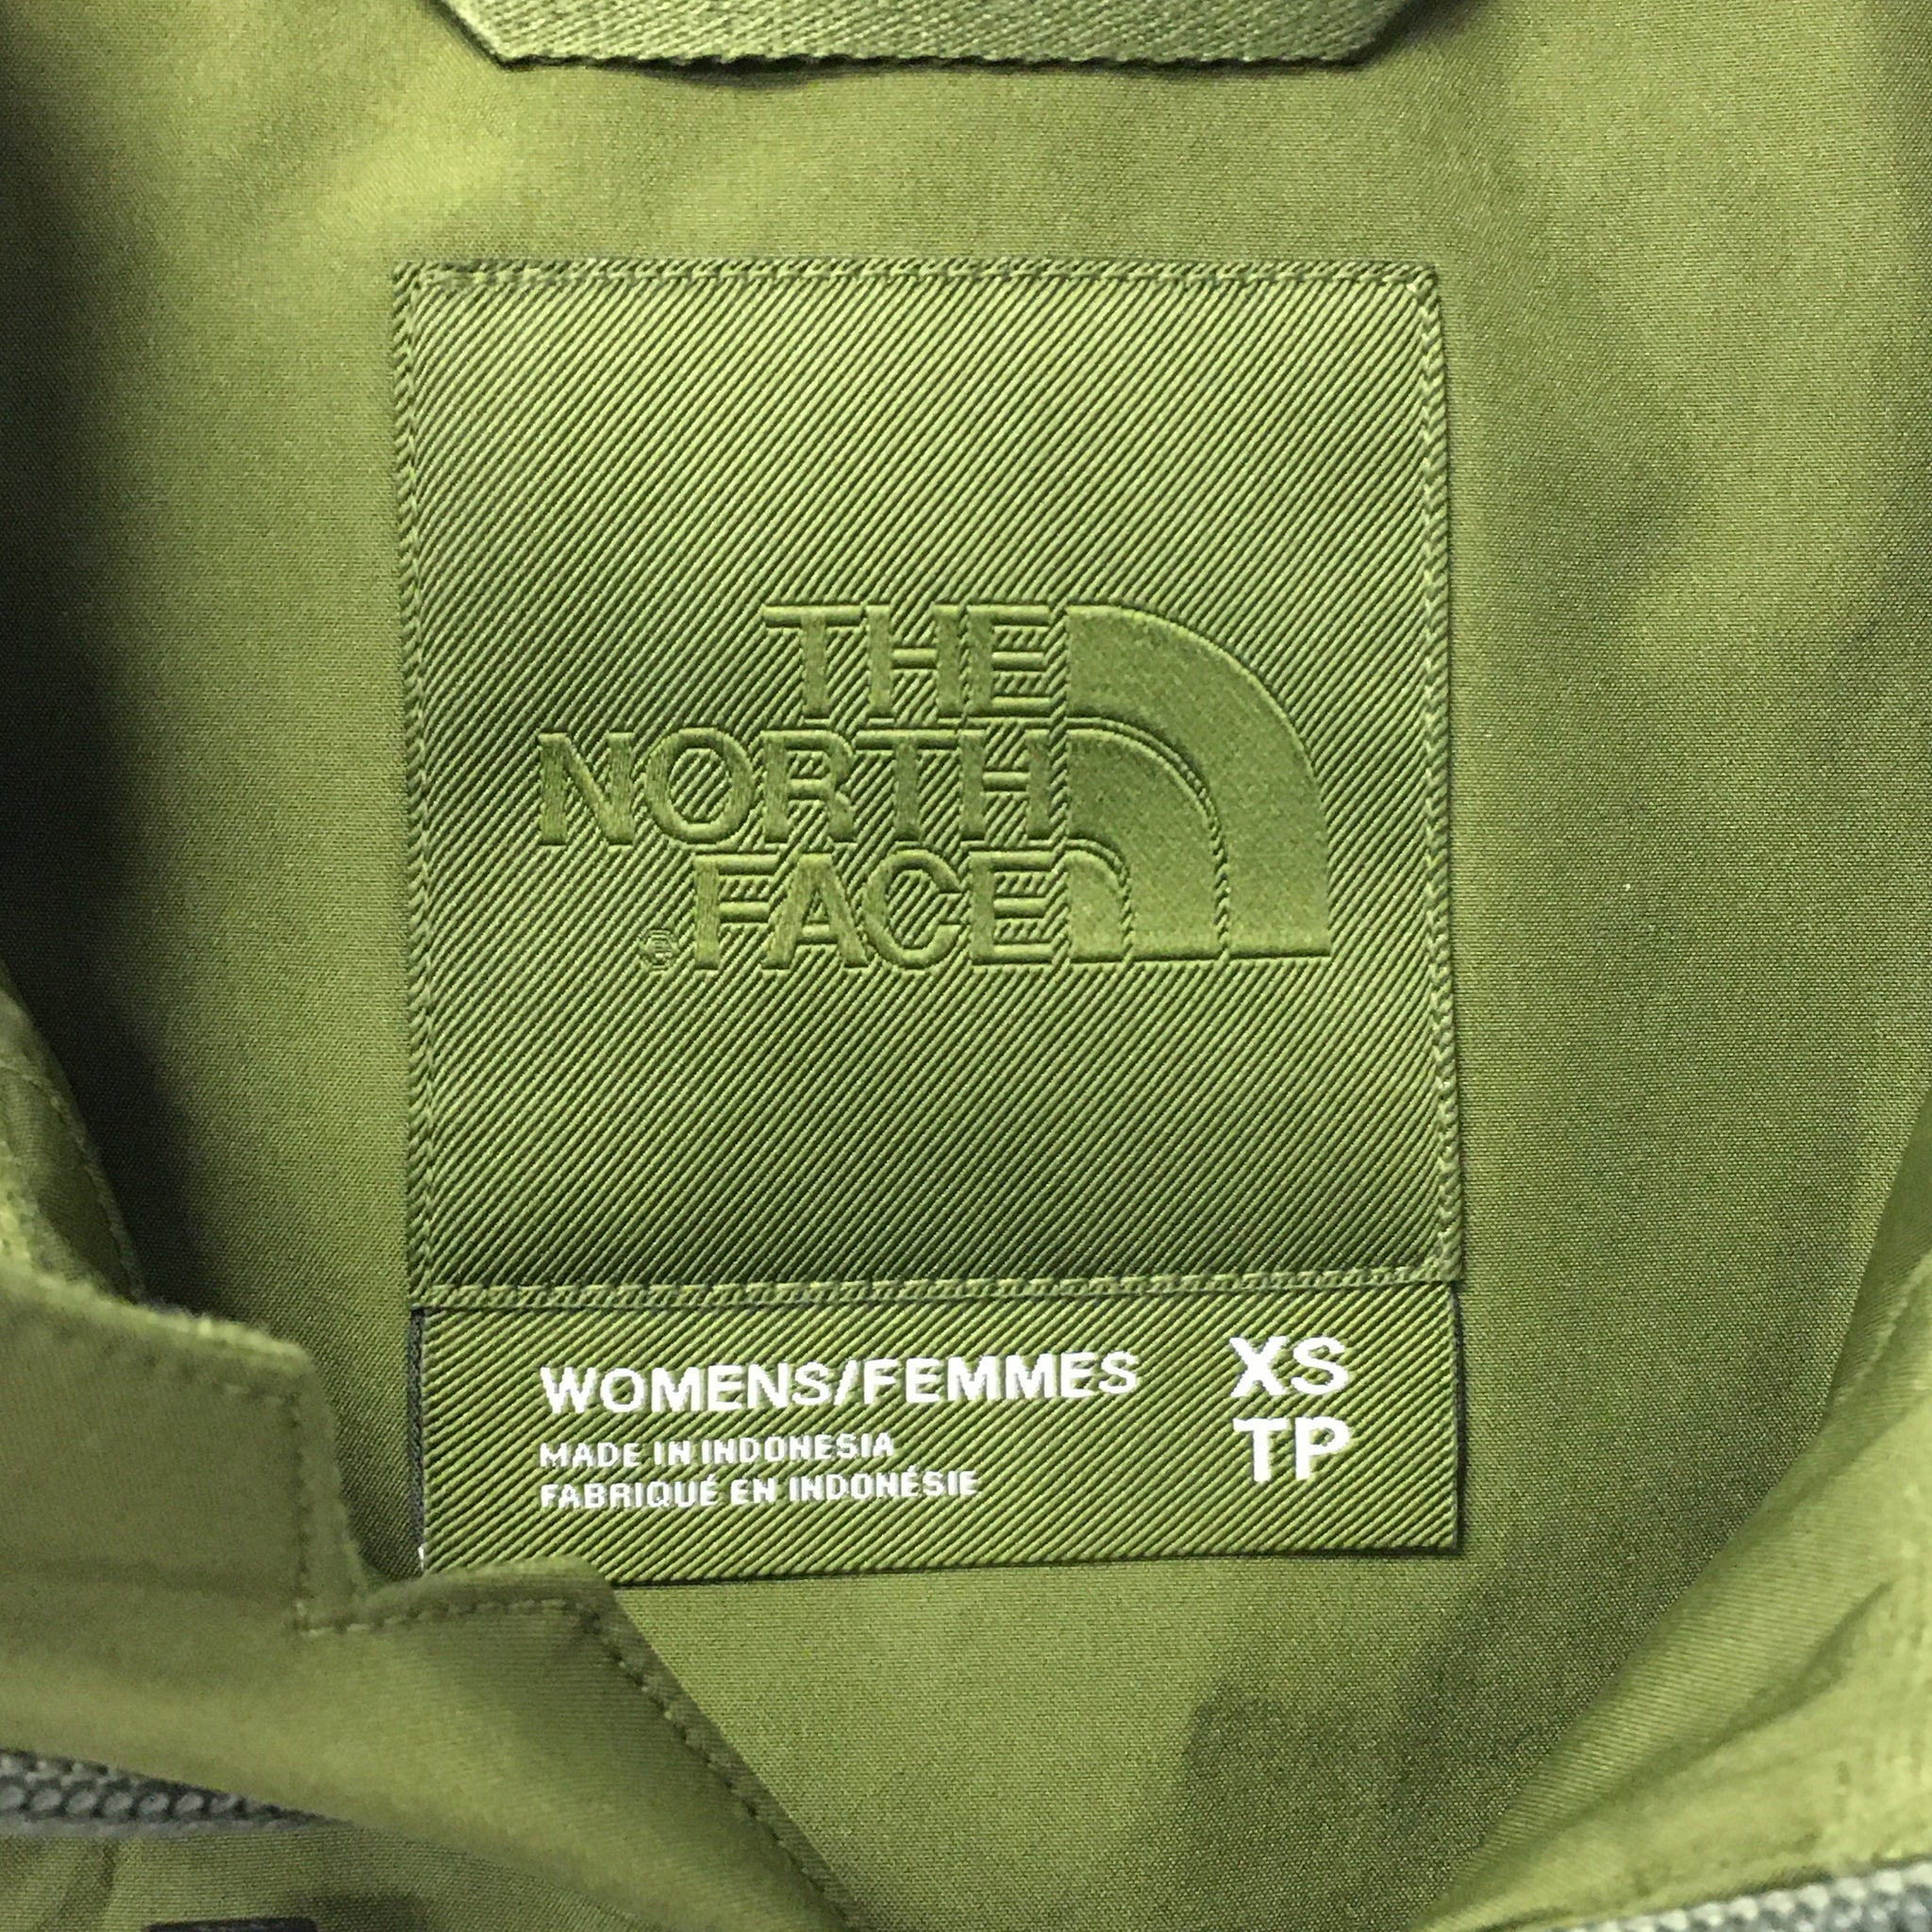 THE
NORTH
FACE
®
WOMENS/FEMMES
XS
TP
MADE IN INDONESIA
FABRIQUÉ EN INDONÉSIE